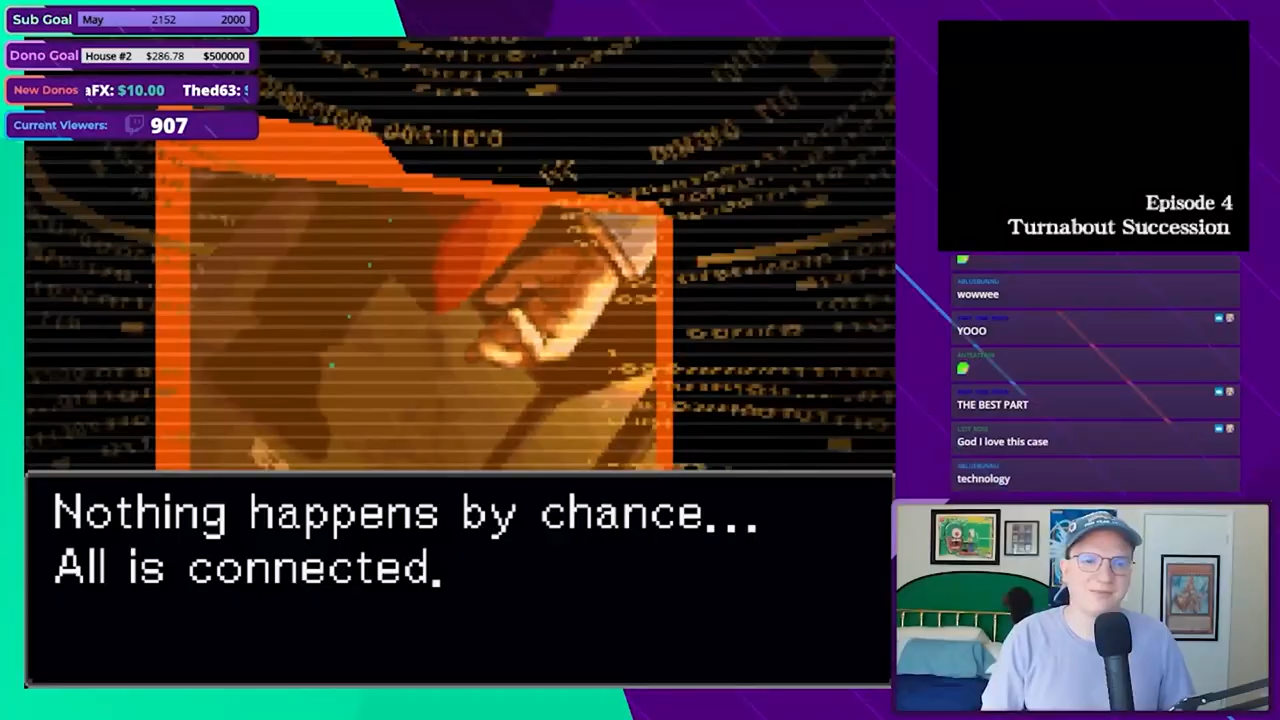 Sub Goal May 2152 2000
Dono Goal House #2 $286.78 $500000
New Donos aFX: $10.00 Thed63:
Current Viewers: 907
Episode 4
Turnabout Succession
wowwee
YOOO
THE BEST PART
God I love this case
technology
Nothing happens by chance...
All is connected.